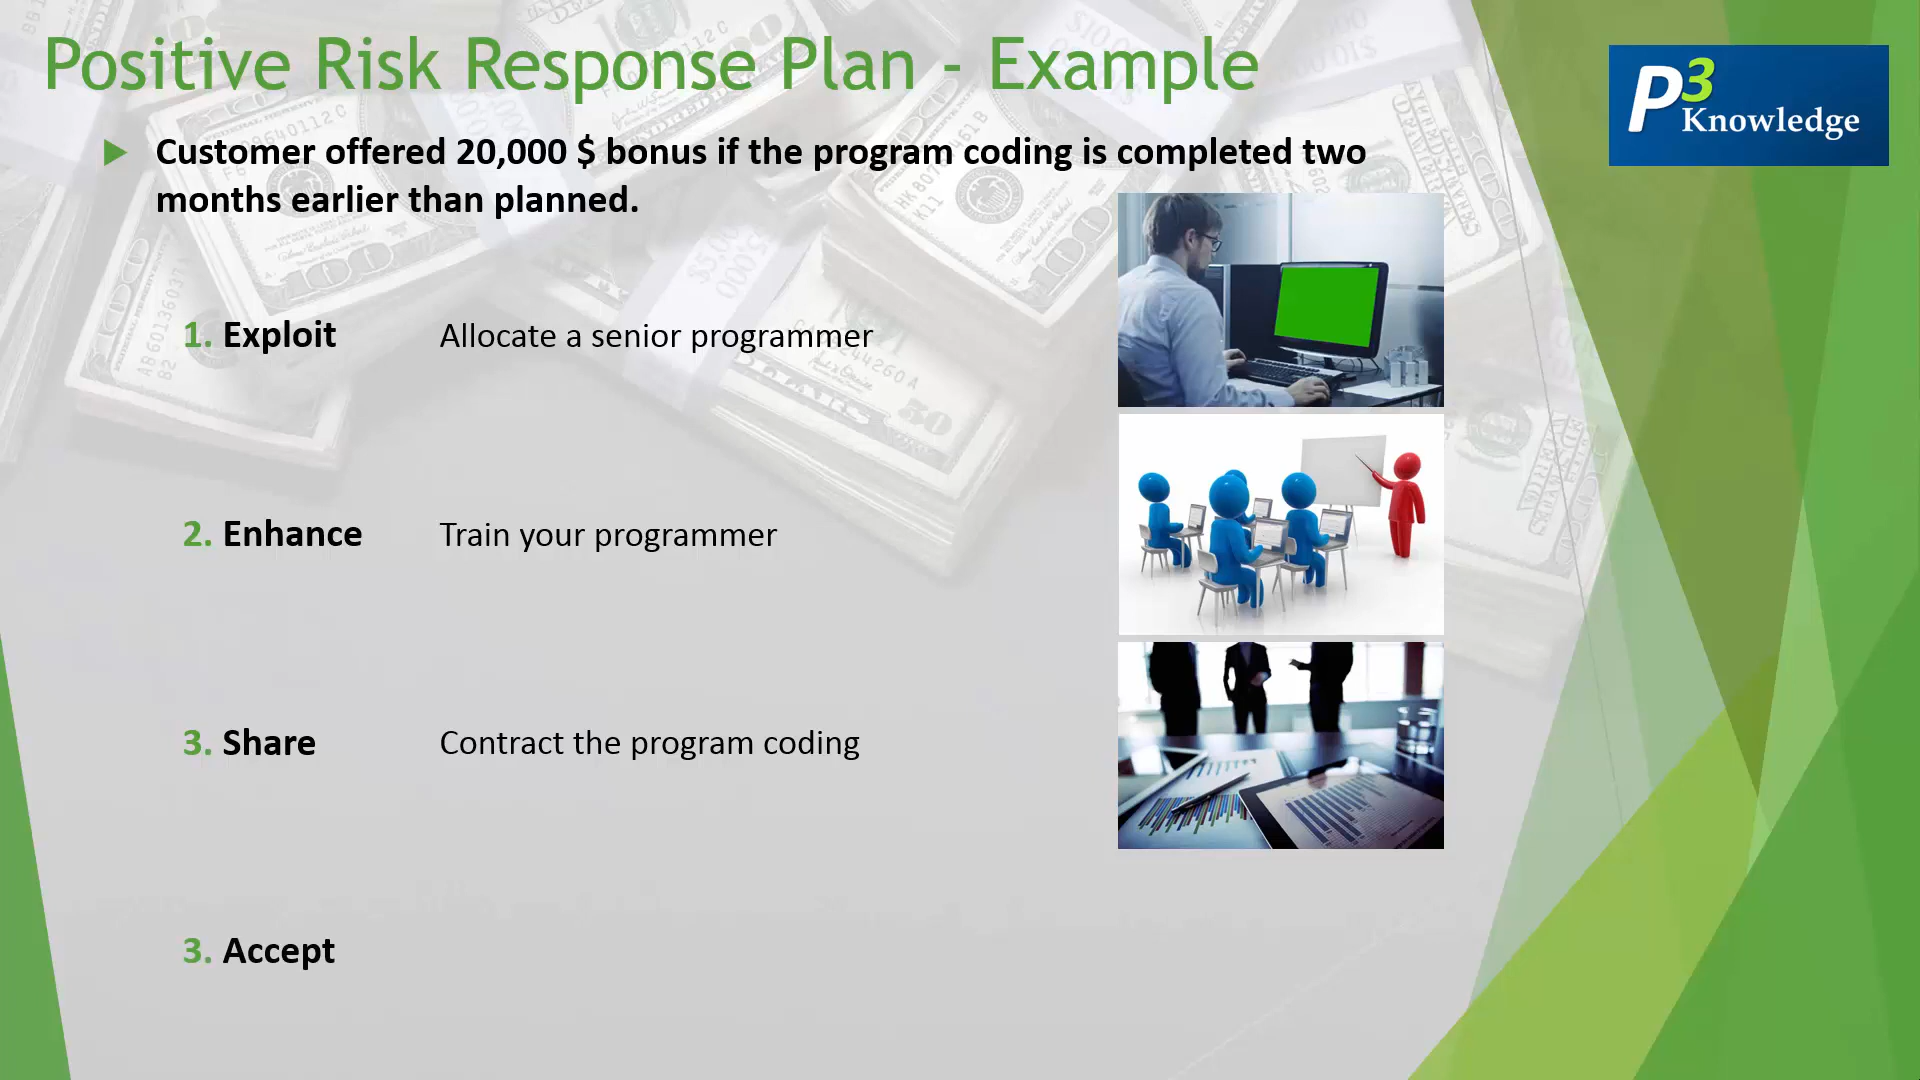 Positive Risk Response Plan - Example
P3 Knowledge
Customer offered 20,000 $ bonus if the program coding is completed two
months earlier than planned.
1. Exploit Allocate a senior programmer
2. Enhance Train your programmer
3. Share Contract the program coding
3. Accept